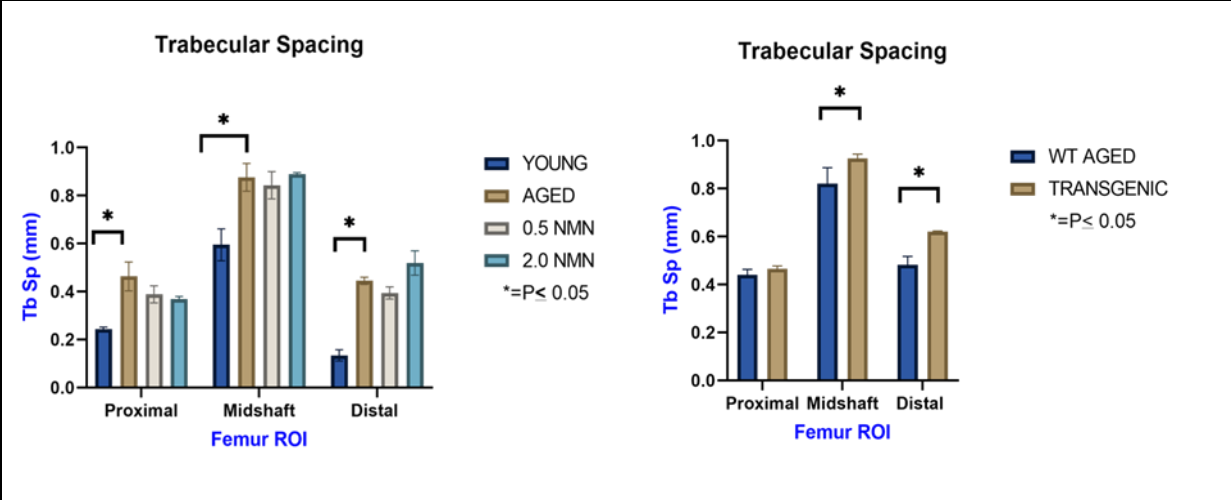 Trabecular Spacing
*
*
*
1.0
0.8
0.6
0.4
0.2
0.0
Tb Sp (mm)
Proximal Midshaft Distal
Femur ROI
YOUNG
AGED
0.5 NMN
2.0 NMN
*=P≤ 0.05
Trabecular Spacing
*
*
1.0
0.8
0.6
0.4
0.2
0.0
Tb Sp (mm)
Proximal Midshaft Distal
Femur ROI
WT AGED
TRANSGENIC
*=P≤ 0.05